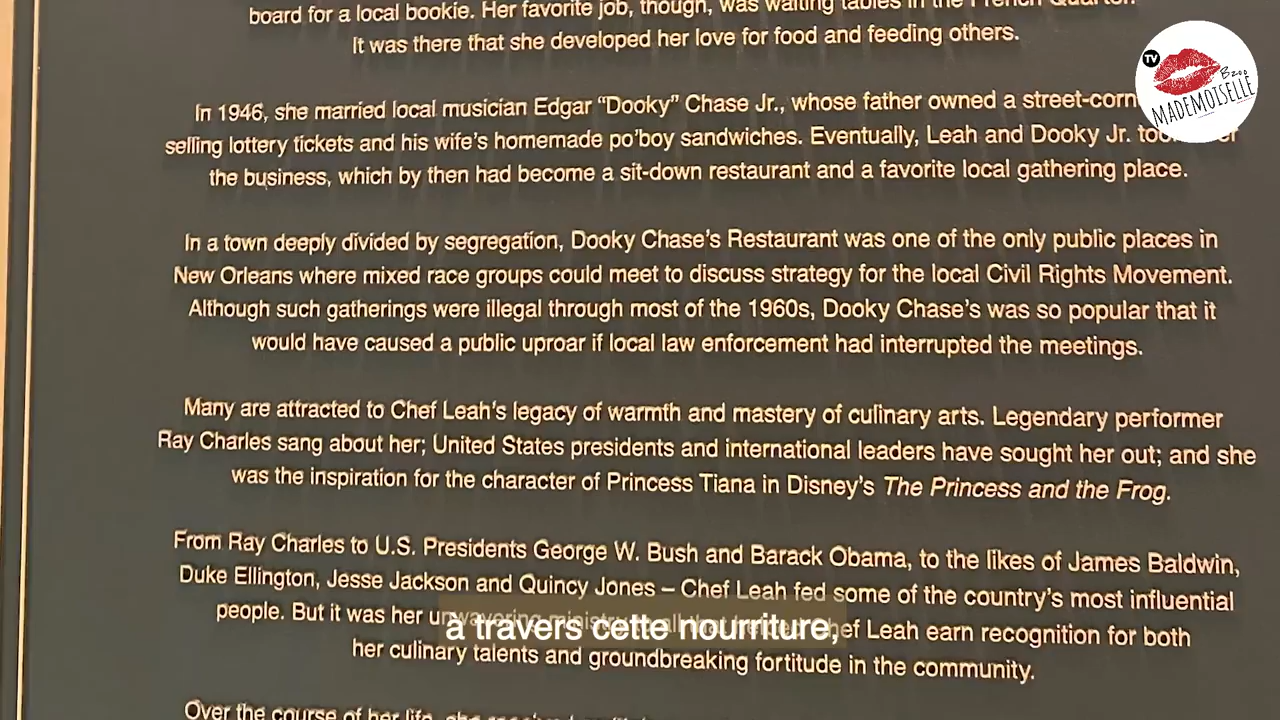 board for a local bookie. Her favorite job, though, was waiting tables in the French Quarter.
It was there that she developed her love for food and feeding others.
In 1946, she married local musician Edgar “Dooky” Chase Jr., whose father owned a street-corn
selling lottery tickets and his wife’s homemade po’boy sandwiches. Eventually, Leah and Dooky Jr.
the business, which by then had become a sit-down restaurant and a favorite local gathering place.
In a town deeply divided by segregation, Dooky Chase’s Restaurant was one of the only public places in
New Orleans where mixed race groups could meet to discuss strategy for the local Civil Rights Movement.
Although such gatherings were illegal through most of the 1960s, Dooky Chase’s was so popular that it
would have caused a public uproar if local law enforcement had interrupted the meetings.
Many are attracted to Chef Leah’s legacy of warmth and mastery of culinary arts. Legendary performer
Ray Charles sang about her; United States presidents and international leaders have sought her out; and she
was the inspiration for the character of Princess Tiana in Disney’s The Princess and the Frog.
From Ray Charles to U.S. Presidents George W. Bush and Barack Obama, to the likes of James Baldwin,
Duke Ellington, Jesse Jackson and Quincy Jones – Chef Leah fed some of the country’s most influential
people. But it was her unwavering ministry to all that helped Chef Leah earn recognition for both
her culinary talents and groundbreaking fortitude in the community.
Over the course of her life, she
à travers cette nourriture,
TV
Bzoo
MADEMOISELLE